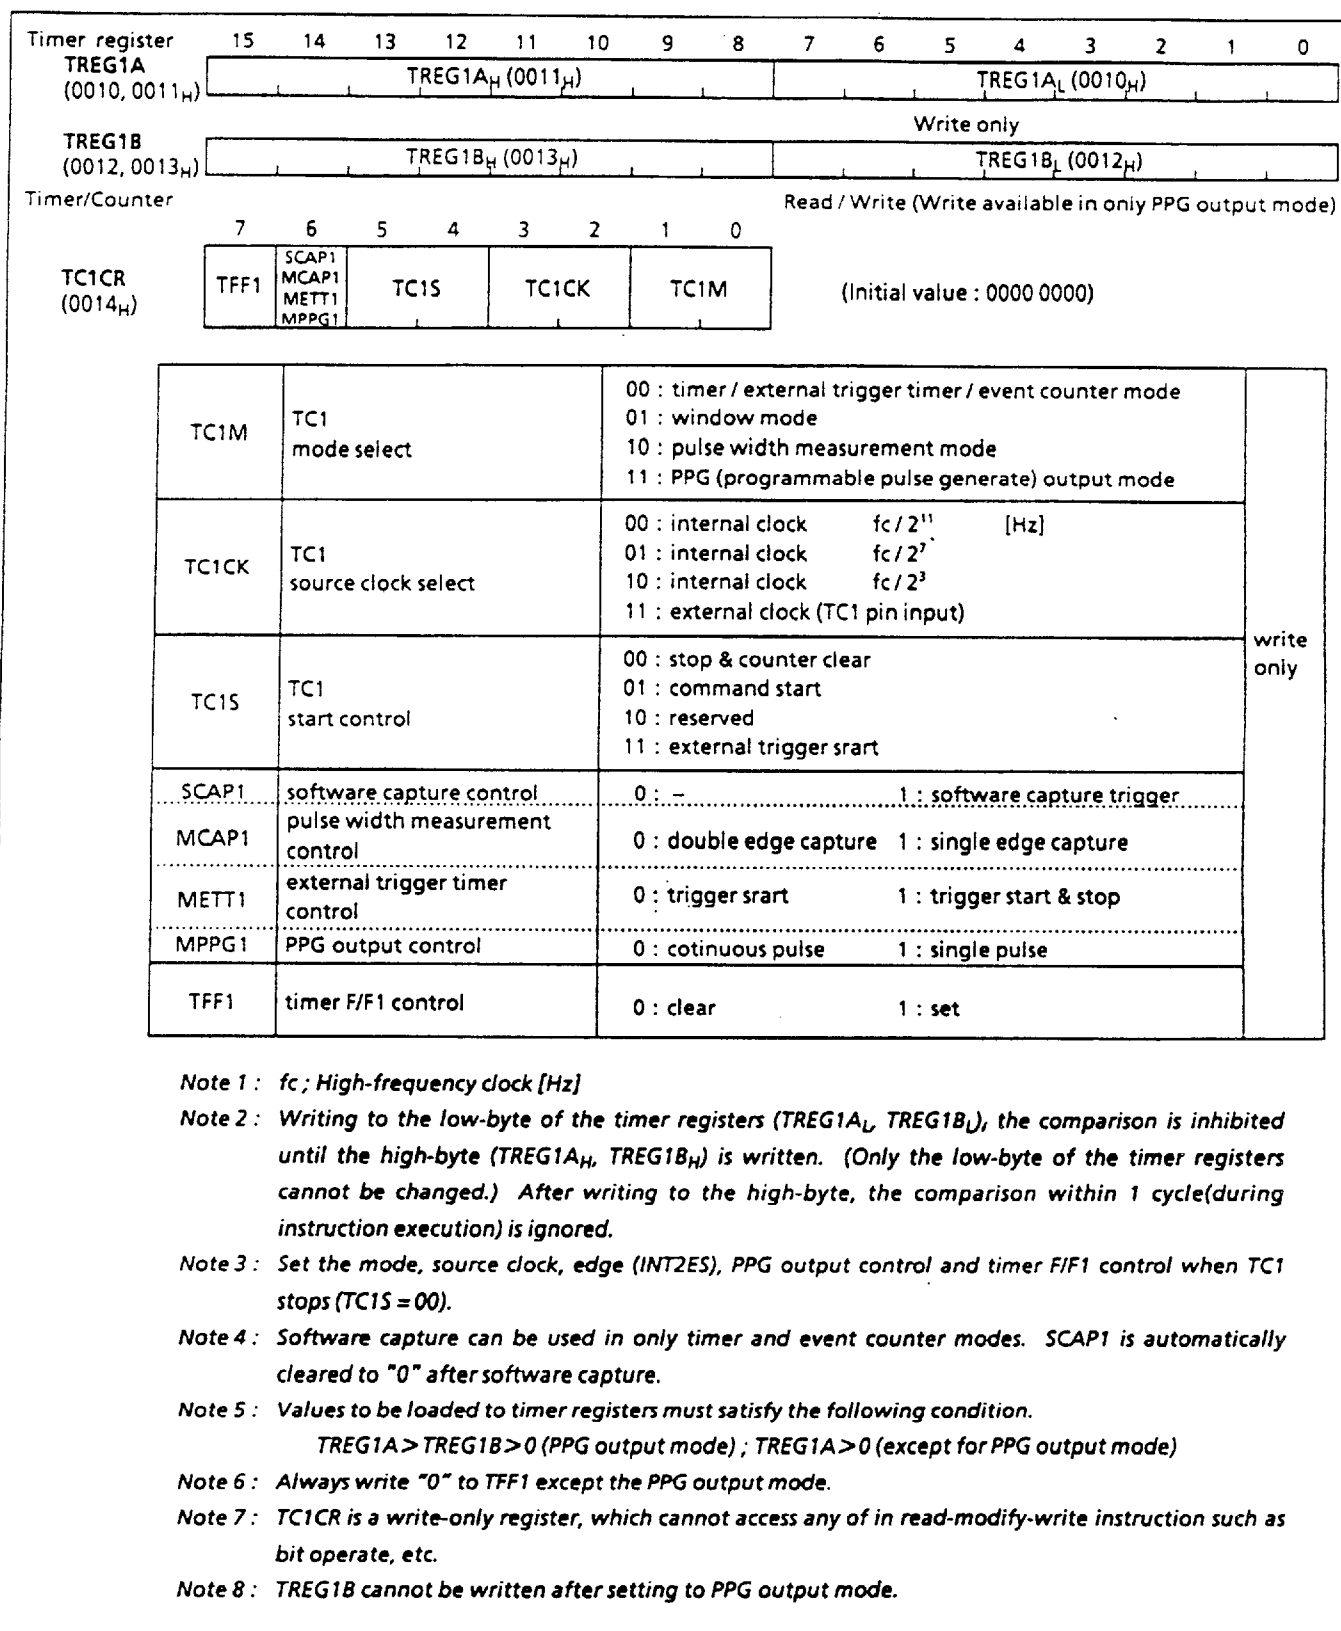 Timer register 15 14 13 12 11 10 9 8 7 6 5 4 3 2 1 0
TREG1A
(0010, 0011H) TREG1AH (0011H) TREG1AL (0010H)
Write only
TREG1B
(0012, 0013H) TREG1BH (0013H) TREG1BL (0012H)
Timer/Counter Read / Write (Write available in only PPG output mode)
7 6 5 4 3 2 1 0
TC1CR
(0014H)
TFF1
SCAP1
MCAP1
METT1
MPPG1
TC1S TC1CK TC1M (Initial value : 0000 0000)
TC1M
TC1
mode select
00 : timer / external trigger timer / event counter mode
01 : window mode
10 : pulse width measurement mode
11 : PPG (programmable pulse generate) output mode
TC1CK
TC1
source clock select
00 : internal clock fc / 2¹¹ [Hz]
01 : internal clock fc / 2⁷
10 : internal clock fc / 2³
11 : external clock (TC1 pin input)
TC1S
TC1
start control
00 : stop & counter clear
01 : command start
10 : reserved
11 : external trigger srart
write
only
SCAP1 software capture control 0 : – 1 : software capture trigger
MCAP1
pulse width measurement
control
0 : double edge capture 1 : single edge capture
METT1
external trigger timer
control
0 : trigger srart 1 : trigger start & stop
MPPG1 PPG output control 0 : cotinuous pulse 1 : single pulse
TFF1 timer F/F1 control 0 : clear 1 : set
Note 1 : fc ; High-frequency clock [Hz]
Note 2 : Writing to the low-byte of the timer registers (TREG1AL, TREG1BL), the comparison is inhibited
until the high-byte (TREG1AH, TREG1BH) is written. (Only the low-byte of the timer registers
cannot be changed.) After writing to the high-byte, the comparison within 1 cycle(during
instruction execution) is ignored.
Note 3 : Set the mode, source clock, edge (INT2ES), PPG output control and timer F/F1 control when TC1
stops (TC1S = 00).
Note 4 : Software capture can be used in only timer and event counter modes. SCAP1 is automatically
cleared to "0" after software capture.
Note 5 : Values to be loaded to timer registers must satisfy the following condition.
TREG1A > TREG1B > 0 (PPG output mode) ; TREG1A > 0 (except for PPG output mode)
Note 6 : Always write "0" to TFF1 except the PPG output mode.
Note 7 : TC1CR is a write-only register, which cannot access any of in read-modify-write instruction such as
bit operate, etc.
Note 8 : TREG1B cannot be written after setting to PPG output mode.